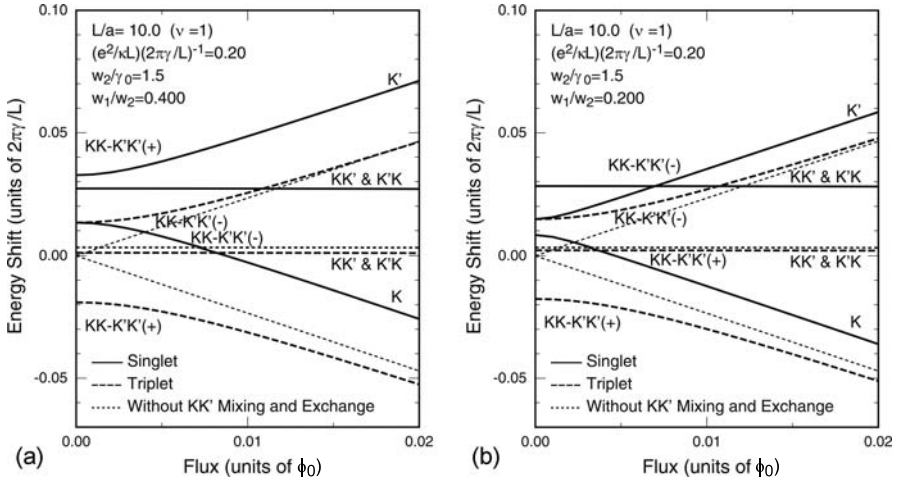 0.10
0.05
0.00
-0.05
Energy Shift (units of 2πγ/L)
L/a= 10.0 (ν =1)
(e²/κL)(2πγ/L)⁻¹=0.20
w₂/γ₀=1.5
w₁/w₂=0.400
K'
KK-K'K'(+)
KK' & K'K
KK-K'K'(-)
KK-K'K'(-)
KK' & K'K
K
KK-K'K'(+)
Singlet
Triplet
Without KK' Mixing and Exchange
0.00 0.01 0.02
(a) Flux (units of ϕ₀)
0.10
0.05
0.00
-0.05
Energy Shift (units of 2πγ/L)
L/a= 10.0 (ν =1)
(e²/κL)(2πγ/L)⁻¹=0.20
w₂/γ₀=1.5
w₁/w₂=0.200
K'
KK-K'K'(-)
KK' & K'K
KK-K'K'(-)
KK-K'K'(+)
KK' & K'K
K
KK-K'K'(+)
Singlet
Triplet
Without KK' Mixing and Exchange
0.00 0.01 0.02
(b) Flux (units of ϕ₀)